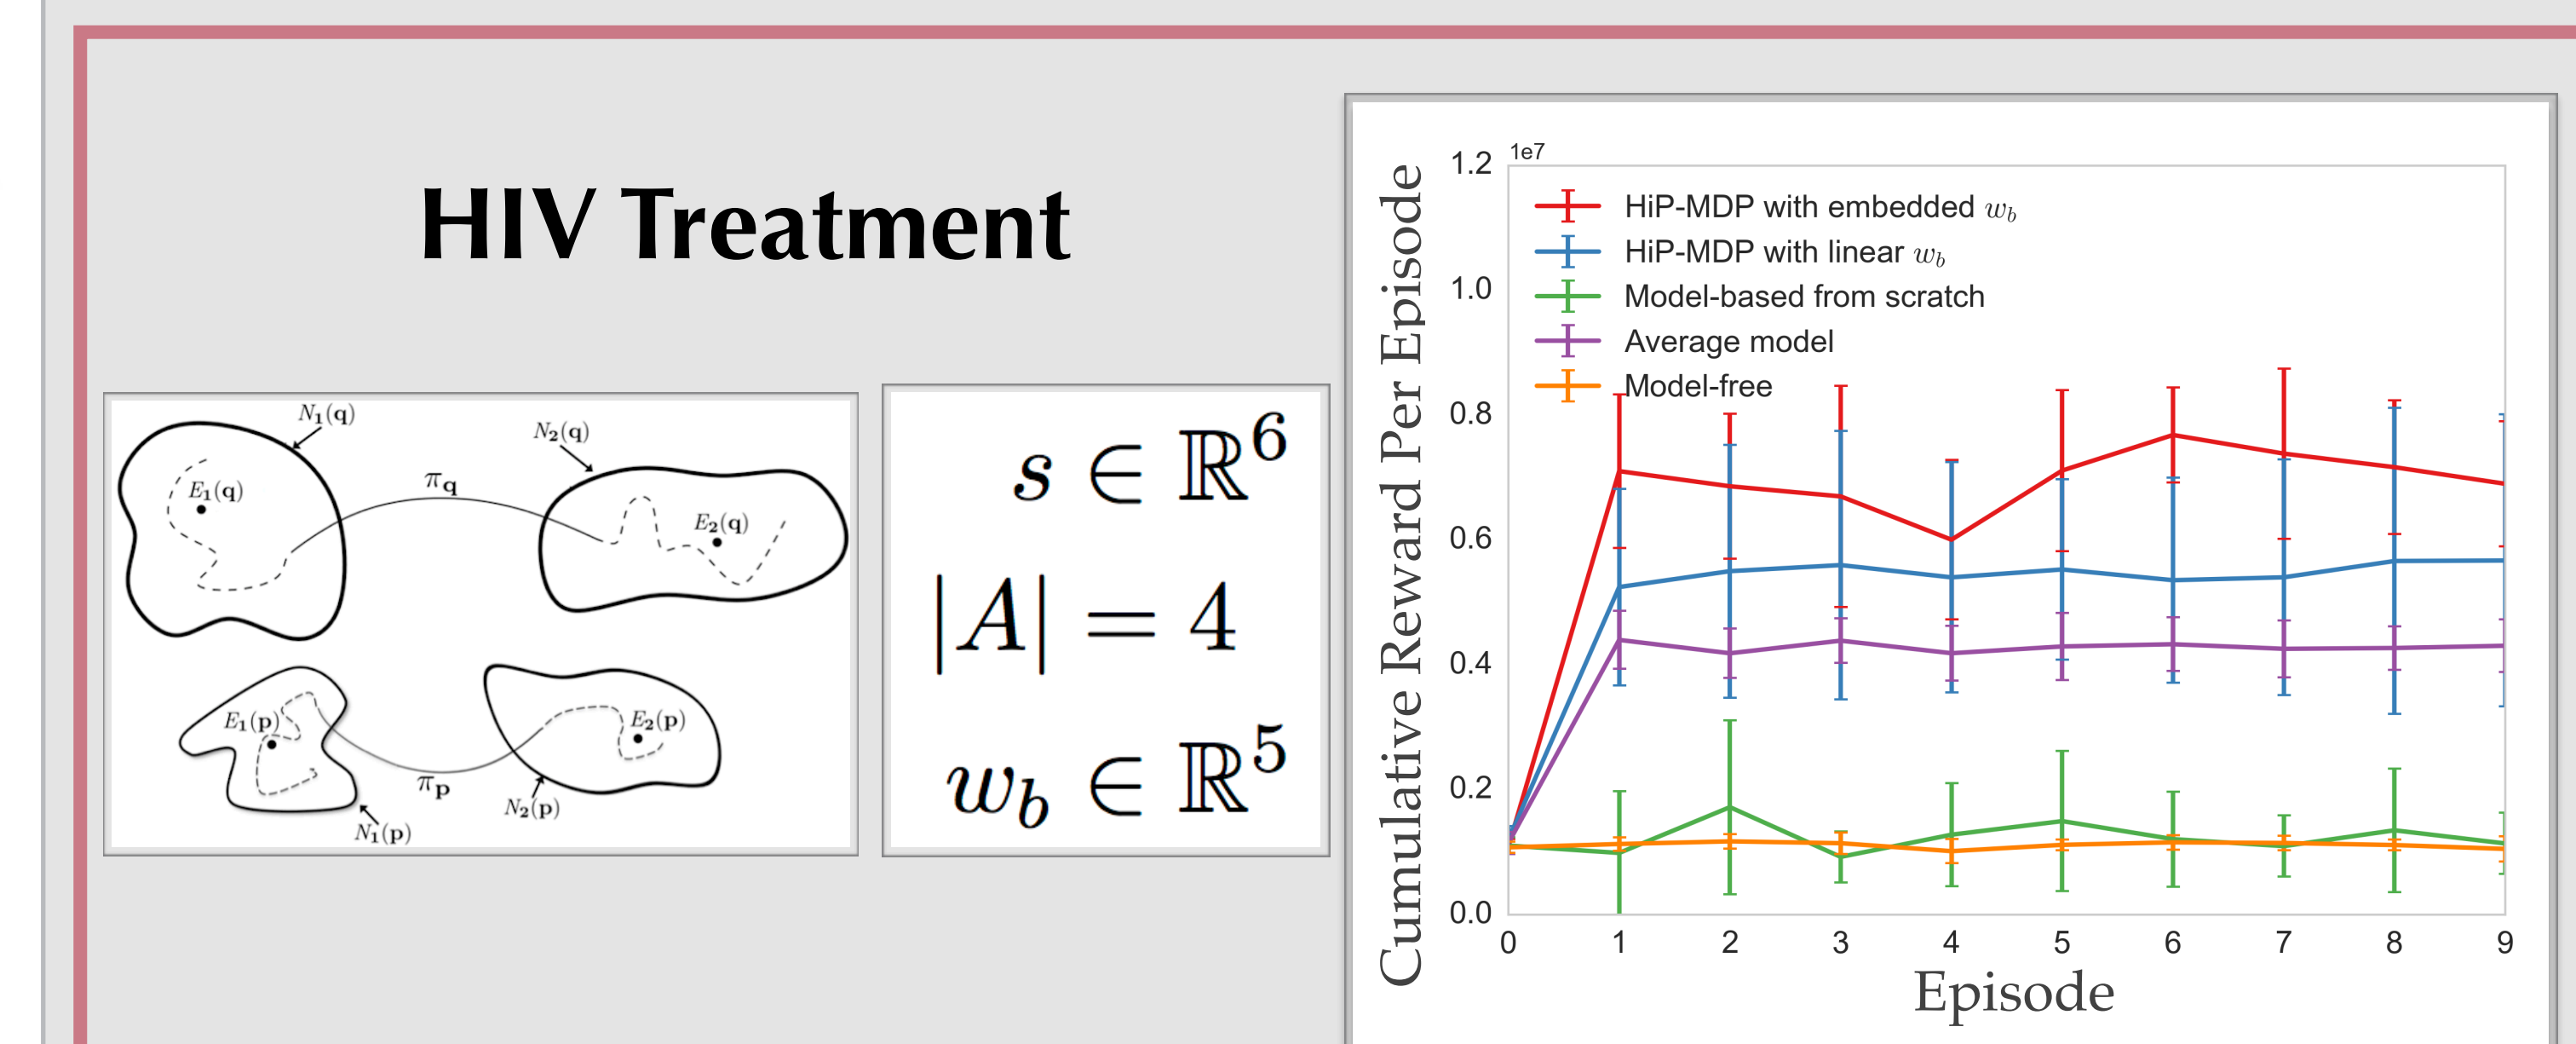 HIV Treatment
N₁(q)
N₂(q)
E₁(q)
π_q
E₂(q)
E₁(p)
E₂(p)
π_p
N₂(p)
N₁(p)
s ∈ ℝ⁶
|A| = 4
w_b ∈ ℝ⁵
1e7
HiP-MDP with embedded w_b
HiP-MDP with linear w_b
Model-based from scratch
Average model
Model-free
Cumulative Reward Per Episode
1.2
1.0
0.8
0.6
0.4
0.2
0.0
0 1 2 3 4 5 6 7 8 9
Episode